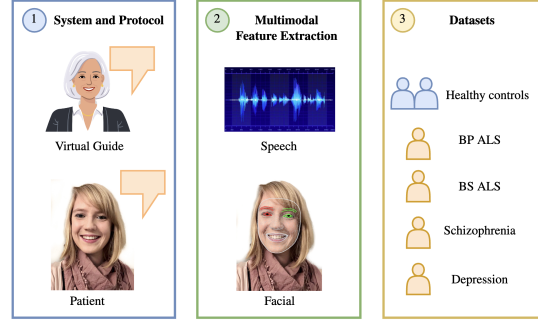 1 System and Protocol
Virtual Guide
Patient
2 Multimodal
Feature Extraction
Speech
Facial
3 Datasets
Healthy controls
BP ALS
BS ALS
Schizophrenia
Depression